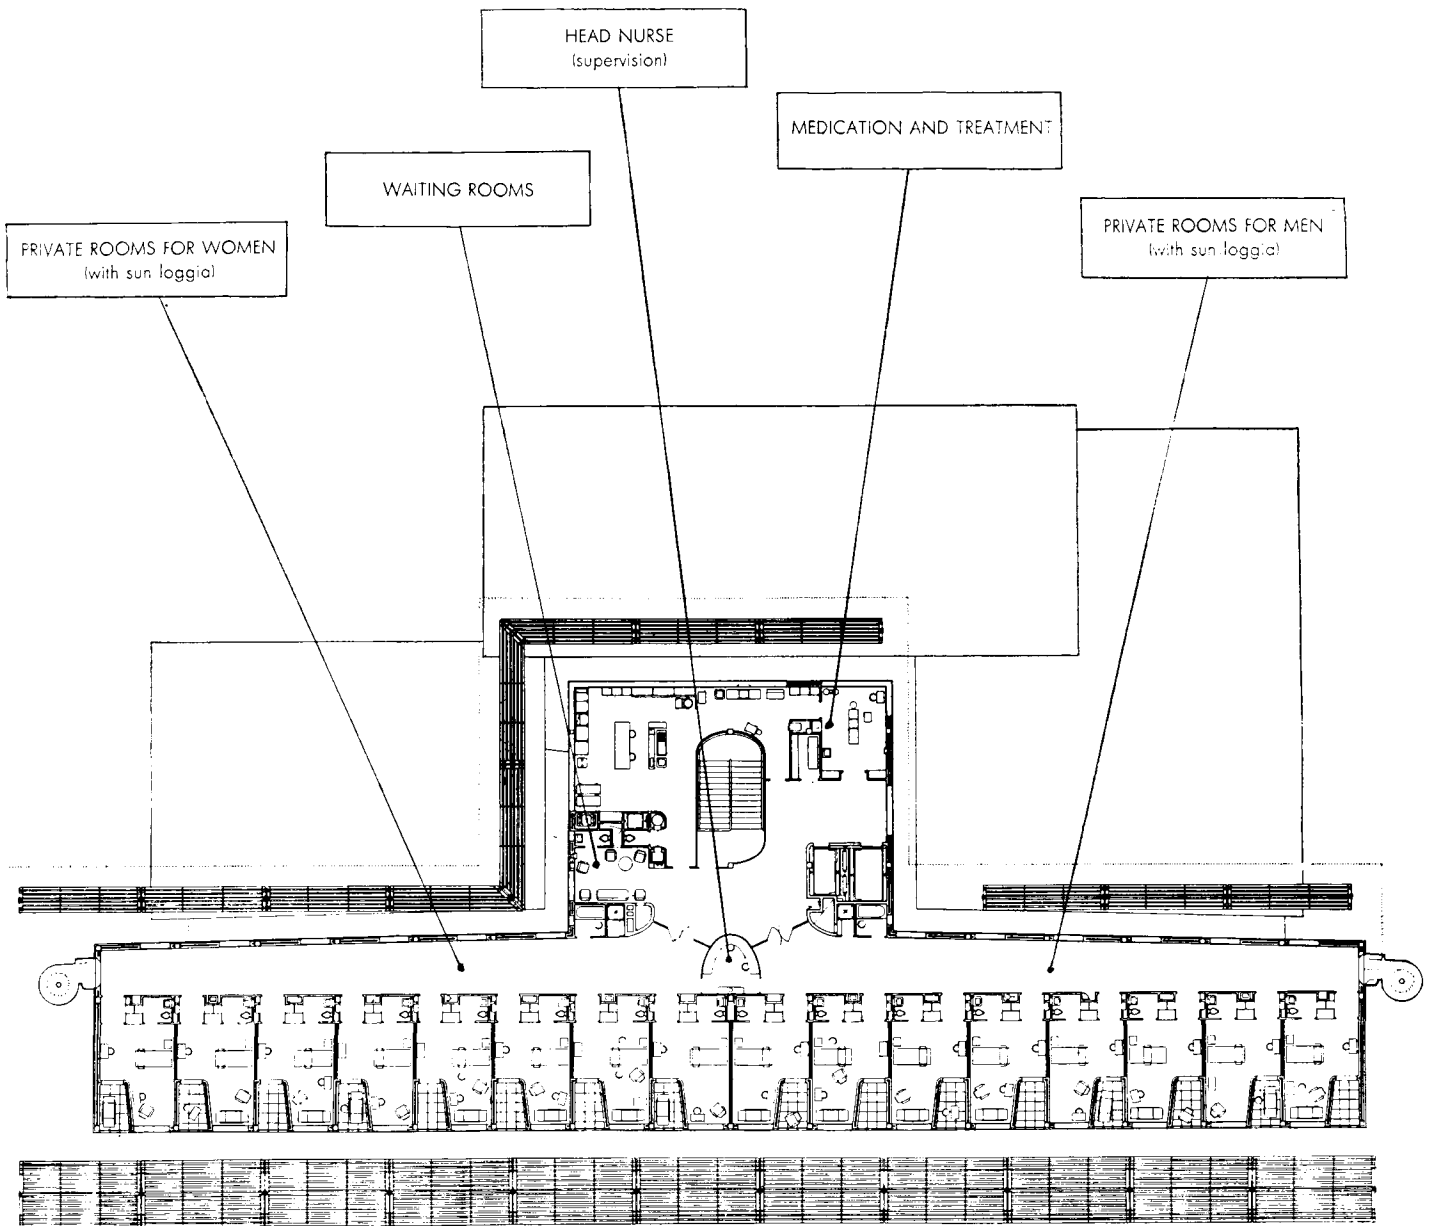 HEAD NURSE
(supervision)
MEDICATION AND TREATMENT
WAITING ROOMS
PRIVATE ROOMS FOR WOMEN
(with sun loggia)
PRIVATE ROOMS FOR MEN
(with sun loggia)